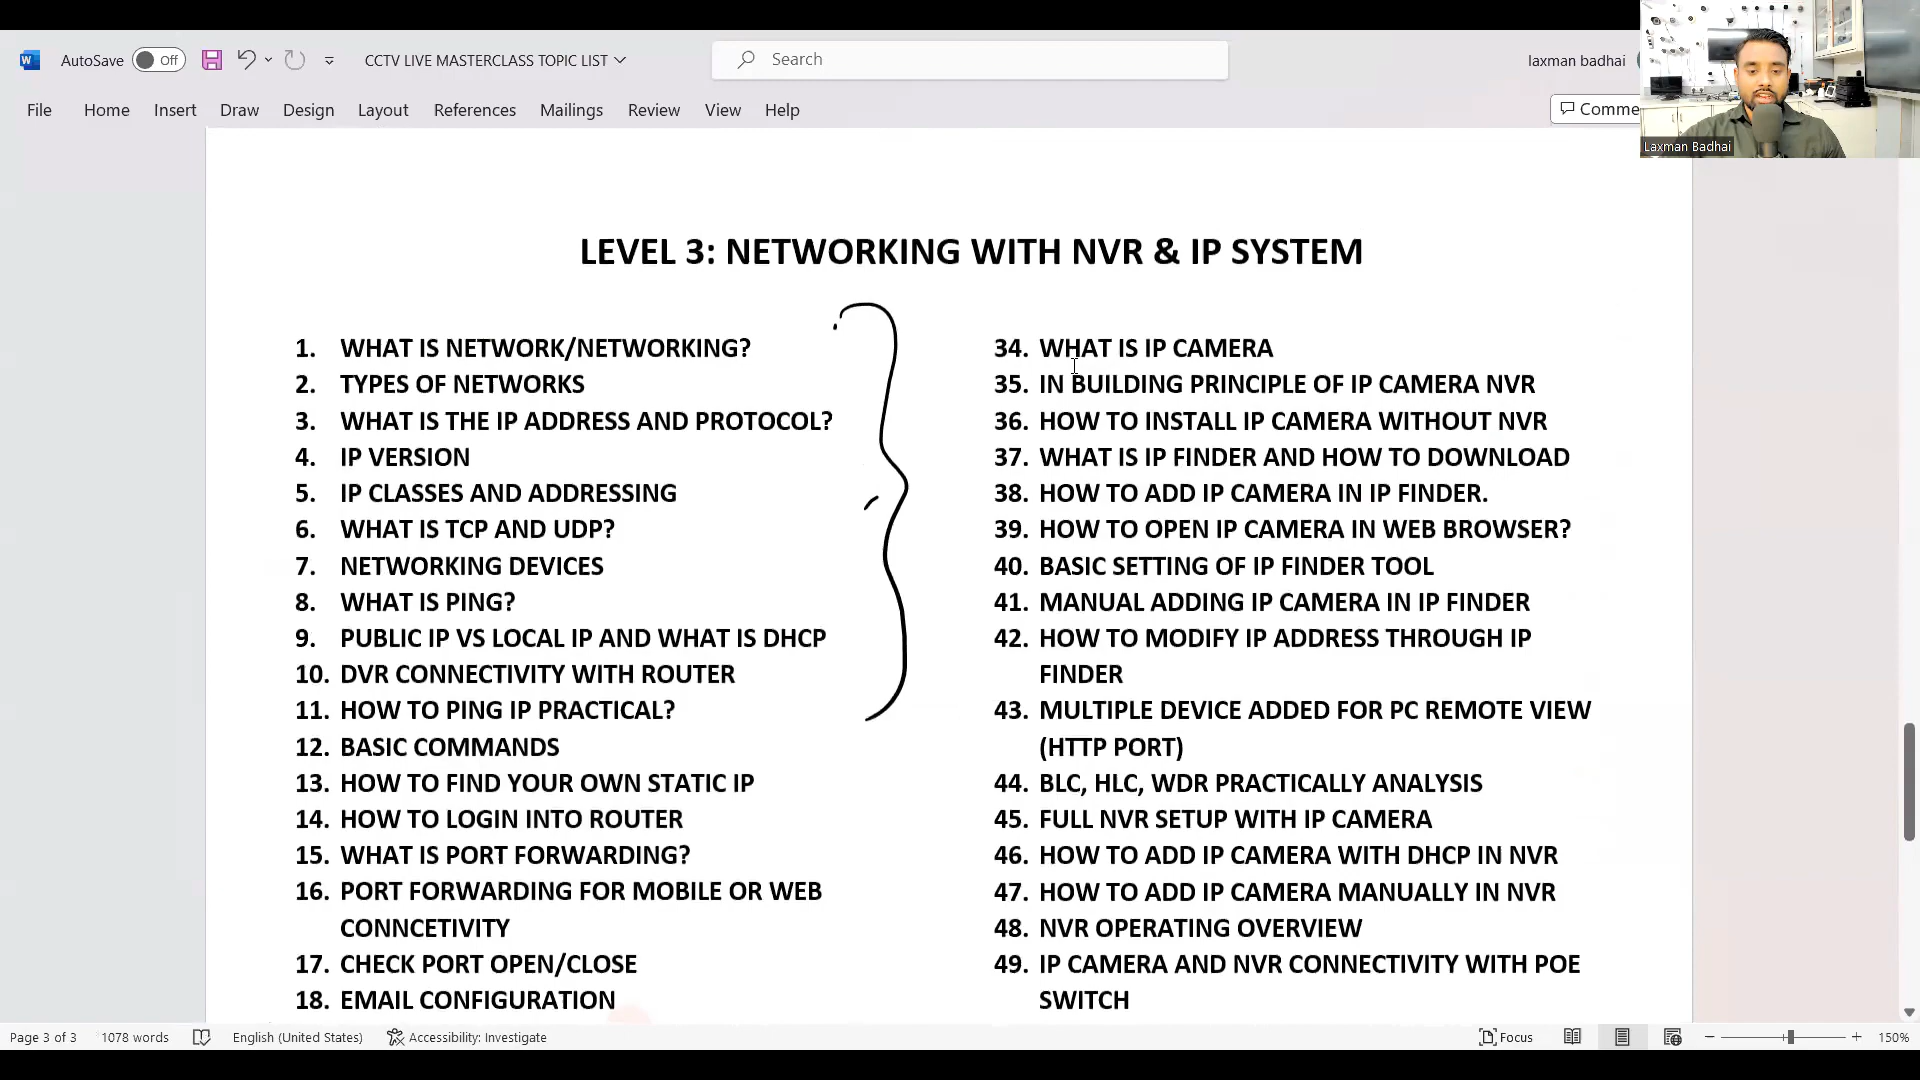 AutoSave Off
CCTV LIVE MASTERCLASS TOPIC LIST
Search
laxman badhai
File Home Insert Draw Design Layout References Mailings Review View Help
Comme
Laxman Badhai
LEVEL 3: NETWORKING WITH NVR & IP SYSTEM
1. WHAT IS NETWORK/NETWORKING?
2. TYPES OF NETWORKS
3. WHAT IS THE IP ADDRESS AND PROTOCOL?
4. IP VERSION
5. IP CLASSES AND ADDRESSING
6. WHAT IS TCP AND UDP?
7. NETWORKING DEVICES
8. WHAT IS PING?
9. PUBLIC IP VS LOCAL IP AND WHAT IS DHCP
10. DVR CONNECTIVITY WITH ROUTER
11. HOW TO PING IP PRACTICAL?
12. BASIC COMMANDS
13. HOW TO FIND YOUR OWN STATIC IP
14. HOW TO LOGIN INTO ROUTER
15. WHAT IS PORT FORWARDING?
16. PORT FORWARDING FOR MOBILE OR WEB
CONNCETIVITY
17. CHECK PORT OPEN/CLOSE
18. EMAIL CONFIGURATION
34. WHAT IS IP CAMERA
35. IN BUILDING PRINCIPLE OF IP CAMERA NVR
36. HOW TO INSTALL IP CAMERA WITHOUT NVR
37. WHAT IS IP FINDER AND HOW TO DOWNLOAD
38. HOW TO ADD IP CAMERA IN IP FINDER.
39. HOW TO OPEN IP CAMERA IN WEB BROWSER?
40. BASIC SETTING OF IP FINDER TOOL
41. MANUAL ADDING IP CAMERA IN IP FINDER
42. HOW TO MODIFY IP ADDRESS THROUGH IP
FINDER
43. MULTIPLE DEVICE ADDED FOR PC REMOTE VIEW
(HTTP PORT)
44. BLC, HLC, WDR PRACTICALLY ANALYSIS
45. FULL NVR SETUP WITH IP CAMERA
46. HOW TO ADD IP CAMERA WITH DHCP IN NVR
47. HOW TO ADD IP CAMERA MANUALLY IN NVR
48. NVR OPERATING OVERVIEW
49. IP CAMERA AND NVR CONNECTIVITY WITH POE
SWITCH
Page 3 of 3 1078 words English (United States) Accessibility: Investigate Focus 150%